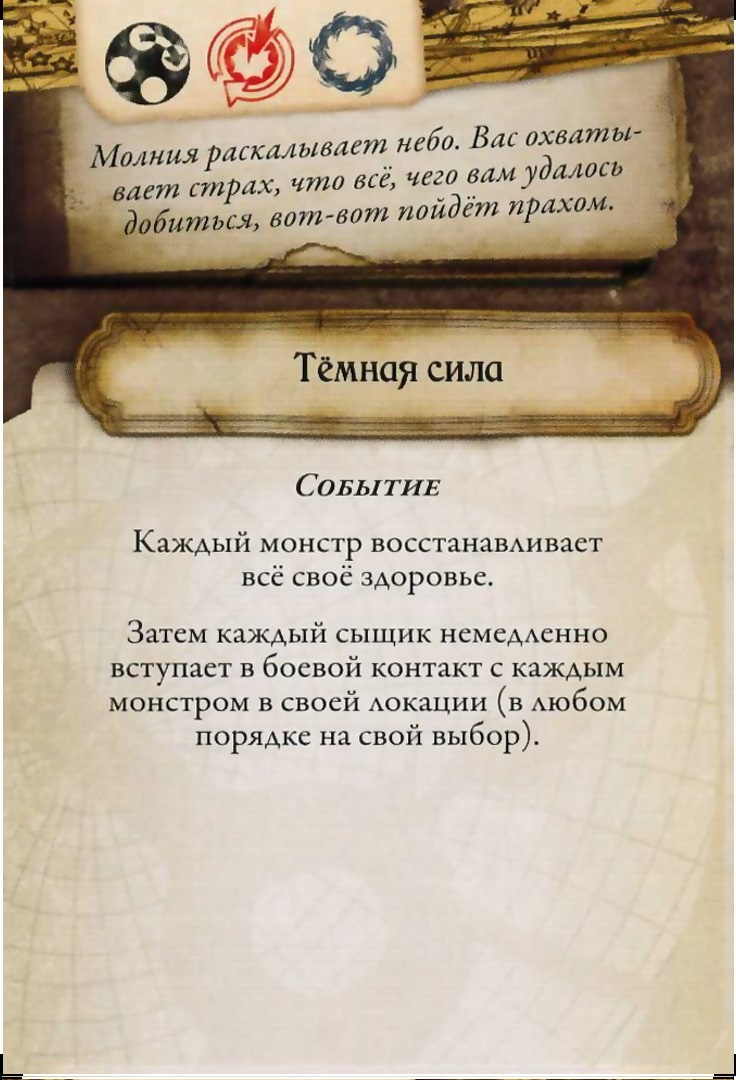 Молния раскалывает небо. Вас охваты-
вает страх, что всё, чего вам удалось
добиться, вот-вот пойдёт прахом.
Тёмная сила
Событие
Каждый монстр восстанавливает
всё своё здоровье.
Затем каждый сыщик немедленно
вступает в боевой контакт с каждым
монстром в своей локации (в любом
порядке на свой выбор).